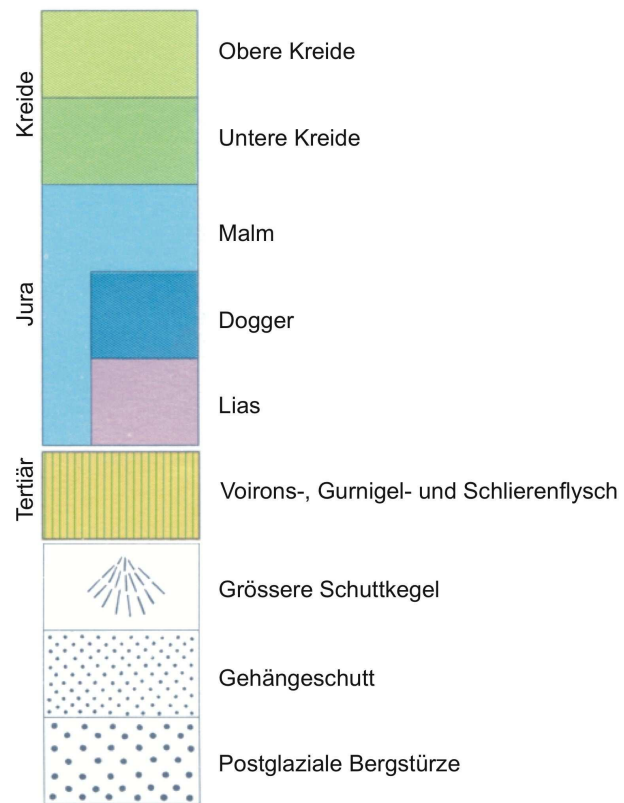 Kreide
Obere Kreide
Untere Kreide
Jura
Malm
Dogger
Lias
Tertiär
Voirons-, Gurnigel- und Schlierenflysch
Grössere Schuttkegel
Gehängeschutt
Postglaziale Bergstürze